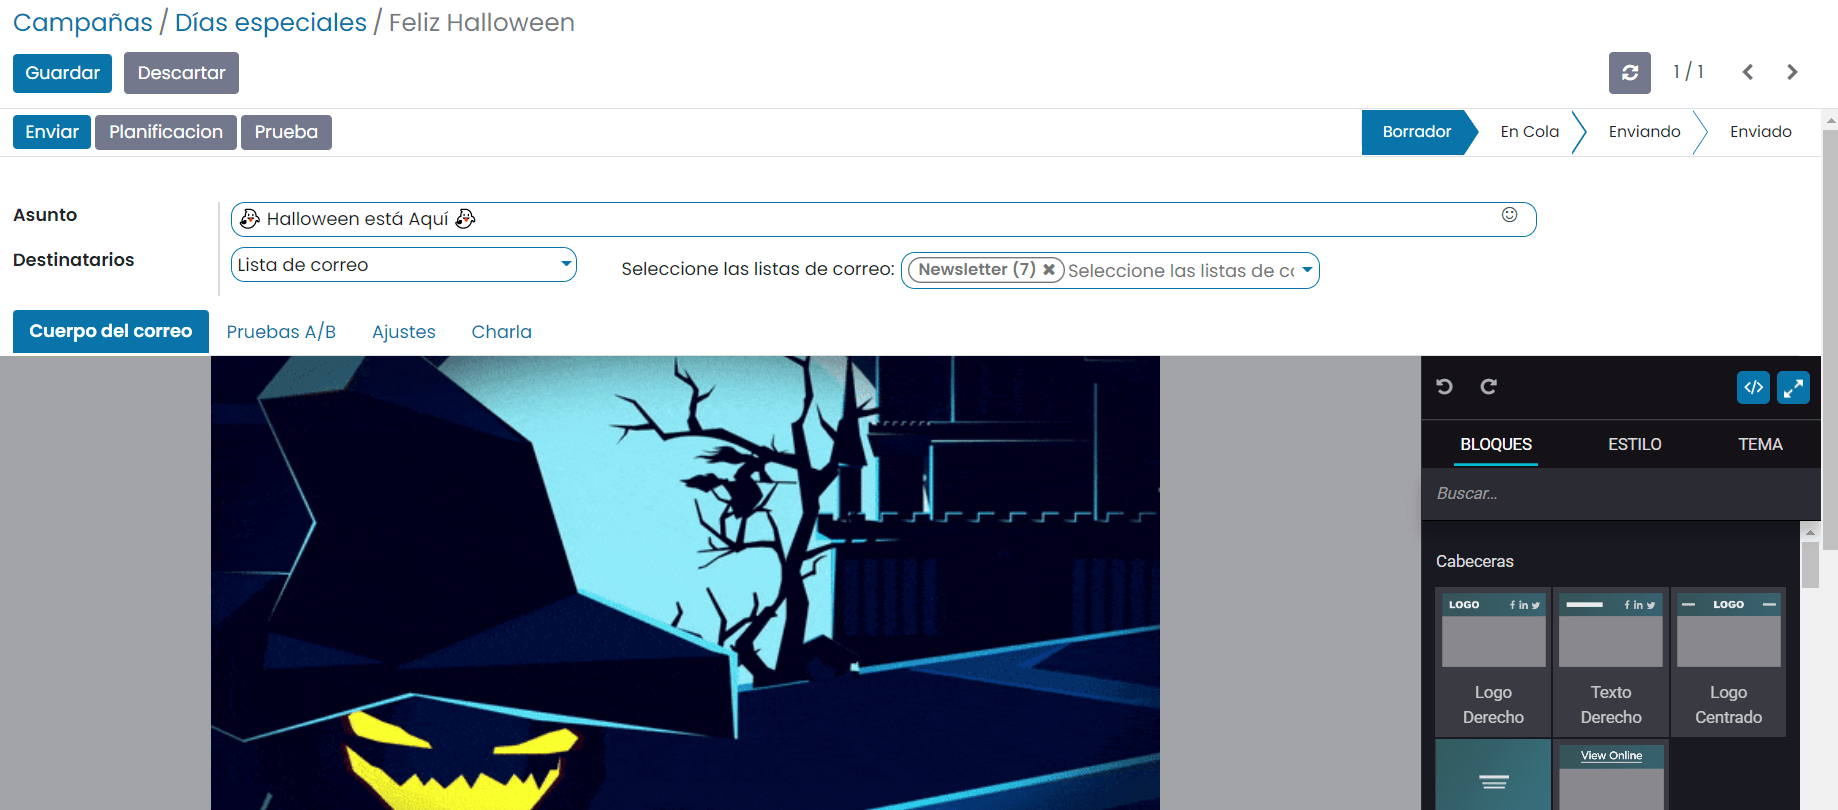 Campañas / Días especiales / Feliz Halloween
Guardar Descartar 1 / 1
Enviar Planificacion Prueba Borrador En Cola Enviando Enviado
Asunto 👻 Halloween está Aquí 👻
Destinatarios Lista de correo Seleccione las listas de correo: Newsletter (7) ✖ Seleccione las listas de cc
Cuerpo del correo Pruebas A/B Ajustes Charla
BLOQUES ESTILO TEMA
Buscar...
Cabeceras
LOGO LOGO
Logo Derecho
Texto Derecho
Logo Centrado
View Online